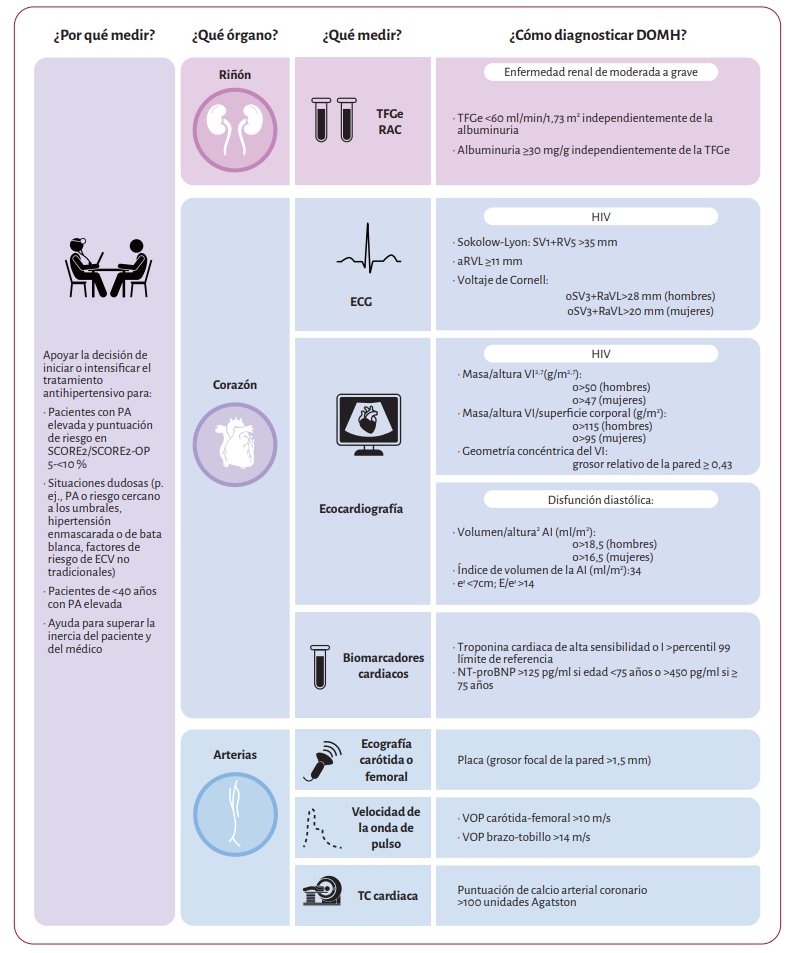 ¿Por qué medir?
¿Qué órgano?
¿Qué medir?
¿Cómo diagnosticar DOMH?
Apoyar la decisión de
iniciar o intensificar el
tratamiento
antihipertensivo para:
· Pacientes con PA
elevada y puntuación
de riesgo en
SCORE2/SCORE2-OP
5-<10 %
· Situaciones dudosas (p.
ej., PA o riesgo cercano
a los umbrales,
hipertensión
enmascarada o de bata
blanca, factores de
riesgo de ECV no
tradicionales)
· Pacientes de <40 años
con PA elevada
· Ayuda para superar la
inercia del paciente y
del médico
Riñón
TFGe
RAC
Enfermedad renal de moderada a grave
· TFGe <60 ml/min/1,73 m² independientemente de la
albuminuria
· Albuminuria ≥30 mg/g independientemente de la TFGe
Corazón
ECG
HIV
· Sokolow-Lyon: SV1+RV5 >35 mm
· aRVL ≥11 mm
· Voltaje de Cornell:
oSV3+RaVL>28 mm (hombres)
oSV3+RaVL>20 mm (mujeres)
Ecocardiografía
HIV
· Masa/altura VI²,⁷(g/m²,⁷):
o>50 (hombres)
o>47 (mujeres)
· Masa/altura VI/superficie corporal (g/m²):
o>115 (hombres)
o>95 (mujeres)
· Geometría concéntrica del VI:
grosor relativo de la pared ≥ 0,43
Disfunción diastólica:
· Volumen/altura² AI (ml/m²):
o>18,5 (hombres)
o>16,5 (mujeres)
· Índice de volumen de la AI (ml/m²):34
· e' <7cm; E/e' >14
Biomarcadores
cardiacos
· Troponina cardiaca de alta sensibilidad o I >percentil 99
límite de referencia
· NT-proBNP >125 pg/ml si edad <75 años o >450 pg/ml si ≥
75 años
Arterias
Ecografía
carótida o
femoral
Placa (grosor focal de la pared >1,5 mm)
Velocidad de
la onda de
pulso
· VOP carótida-femoral >10 m/s
· VOP brazo-tobillo >14 m/s
TC cardiaca
Puntuación de calcio arterial coronario
>100 unidades Agatston